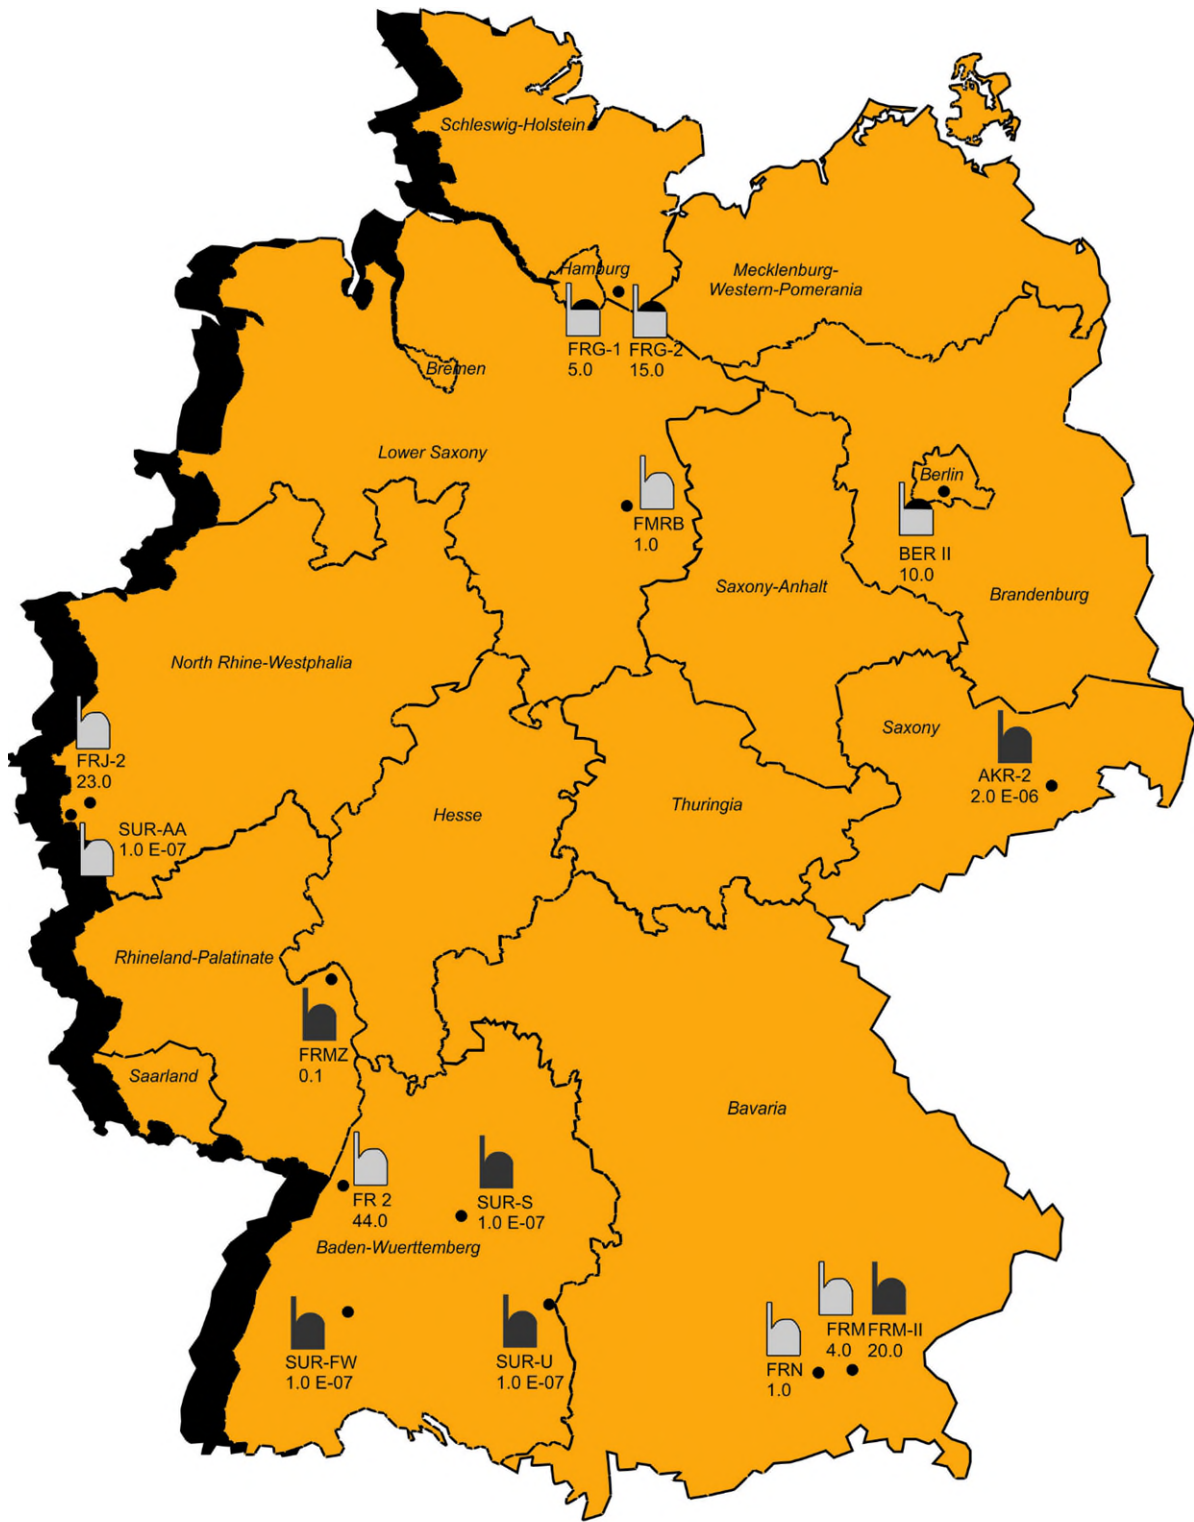 Schleswig-Holstein
Hamburg
Mecklenburg-
Western-Pomerania
FRG-1
5.0
FRG-2
15.0
Bremen
Lower Saxony
FMRB
1.0
Berlin
BER II
10.0
Saxony-Anhalt
Brandenburg
North Rhine-Westphalia
FRJ-2
23.0
Saxony
AKR-2
2.0 E-06
Thuringia
Hesse
SUR-AA
1.0 E-07
Rhineland-Palatinate
FRMZ
0.1
Saarland
Bavaria
FR 2
44.0
SUR-S
1.0 E-07
Baden-Wuerttemberg
SUR-FW
1.0 E-07
SUR-U
1.0 E-07
FRM
4.0
FRM-II
20.0
FRN
1.0